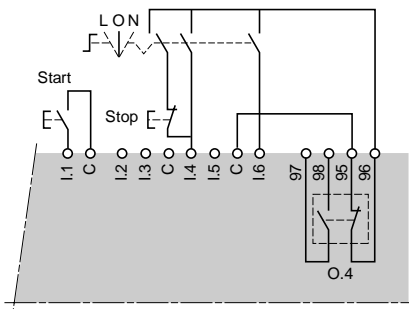 L O N
Start
Stop
I.1 C I.2 I.3 C I.4 I.5 C I.6 97 98 95 96
O.4